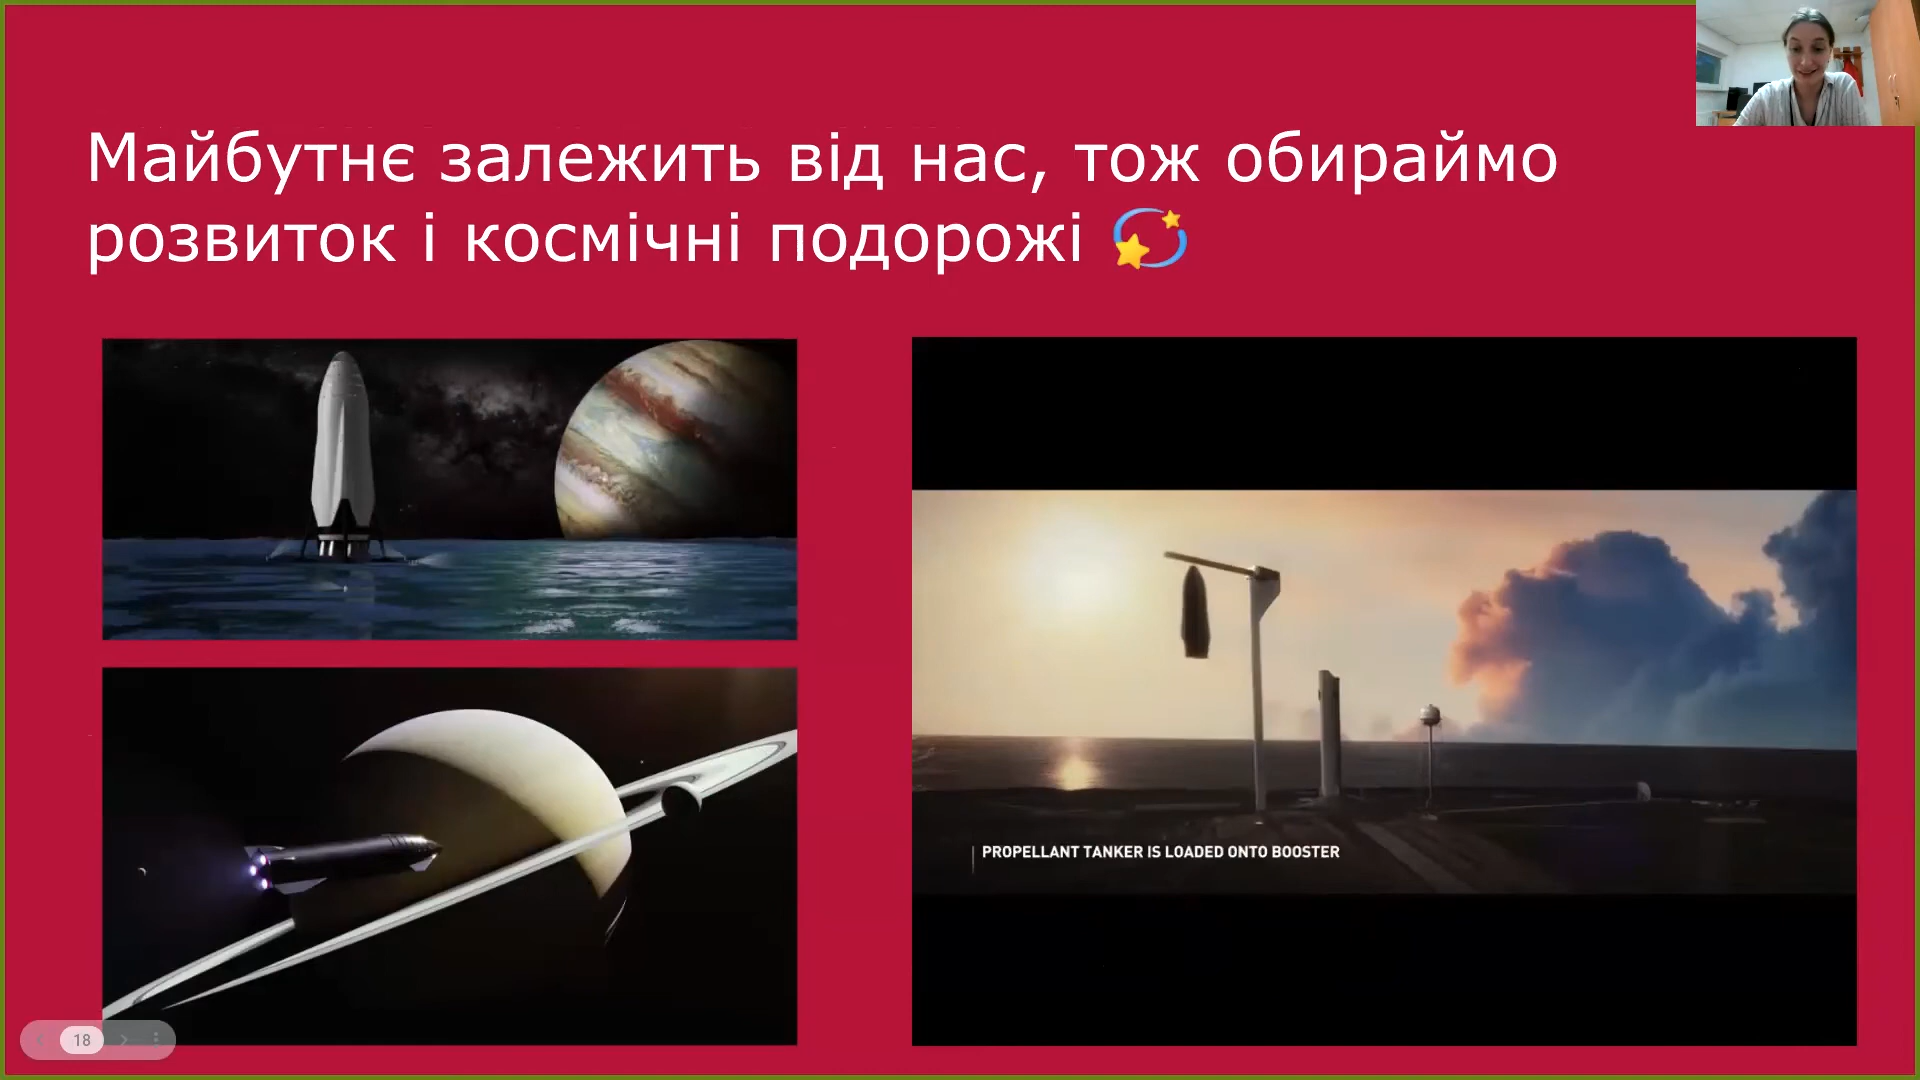 Майбутнє залежить від нас, тож обираймо
розвиток і космічні подорожі 💫
PROPELLANT TANKER IS LOADED ONTO BOOSTER
18